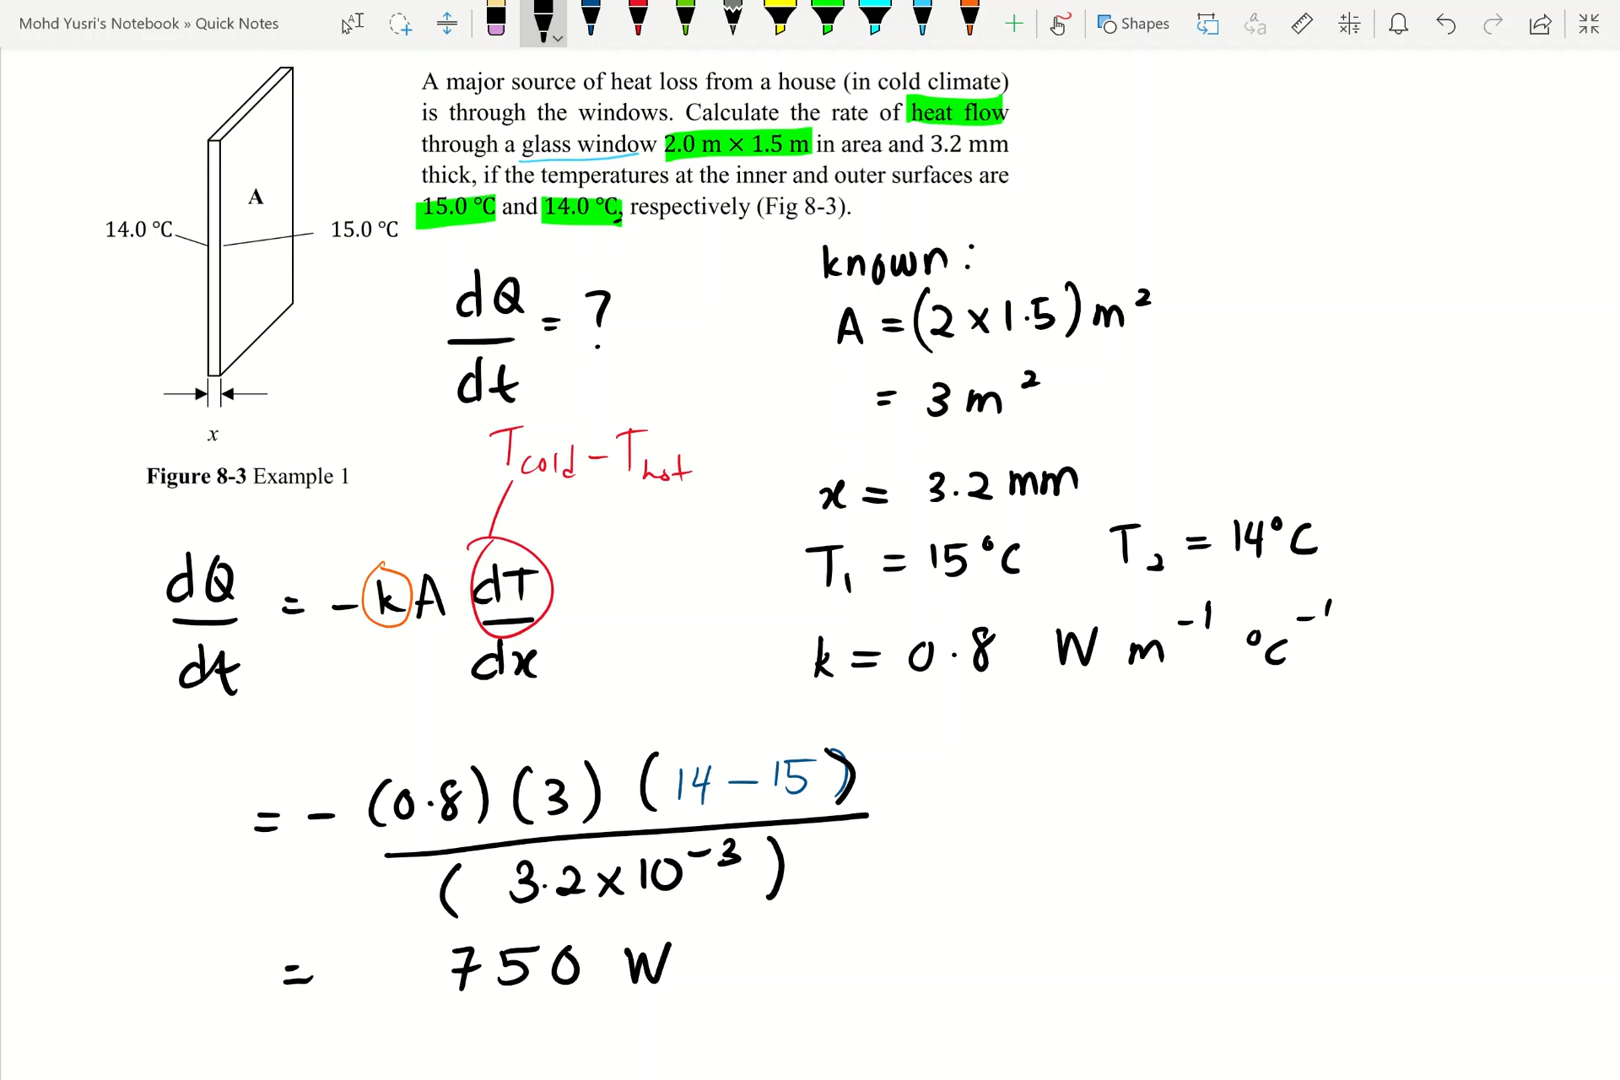 Mohd Yusri's Notebook » Quick Notes
Shapes
A major source of heat loss from a house (in cold climate)
is through the windows. Calculate the rate of heat flow
through a glass window 2.0 m × 1.5 m in area and 3.2 mm
thick, if the temperatures at the inner and outer surfaces are
15.0 °C and 14.0 °C, respectively (Fig 8-3).
A
14.0 °C
15.0 °C
x
Figure 8-3 Example 1
dQ/dt = ?
known :
A = (2 × 1.5) m²
= 3 m²
x = 3.2 mm
T₁ = 15 °C T₂ = 14 °C
k = 0.8 W m⁻¹ °C⁻¹
T cold − T hot
dQ/dt = − k A dT/dx
= − (0.8) (3) (14 − 15)
( 3.2 × 10⁻³ )
= 750 W